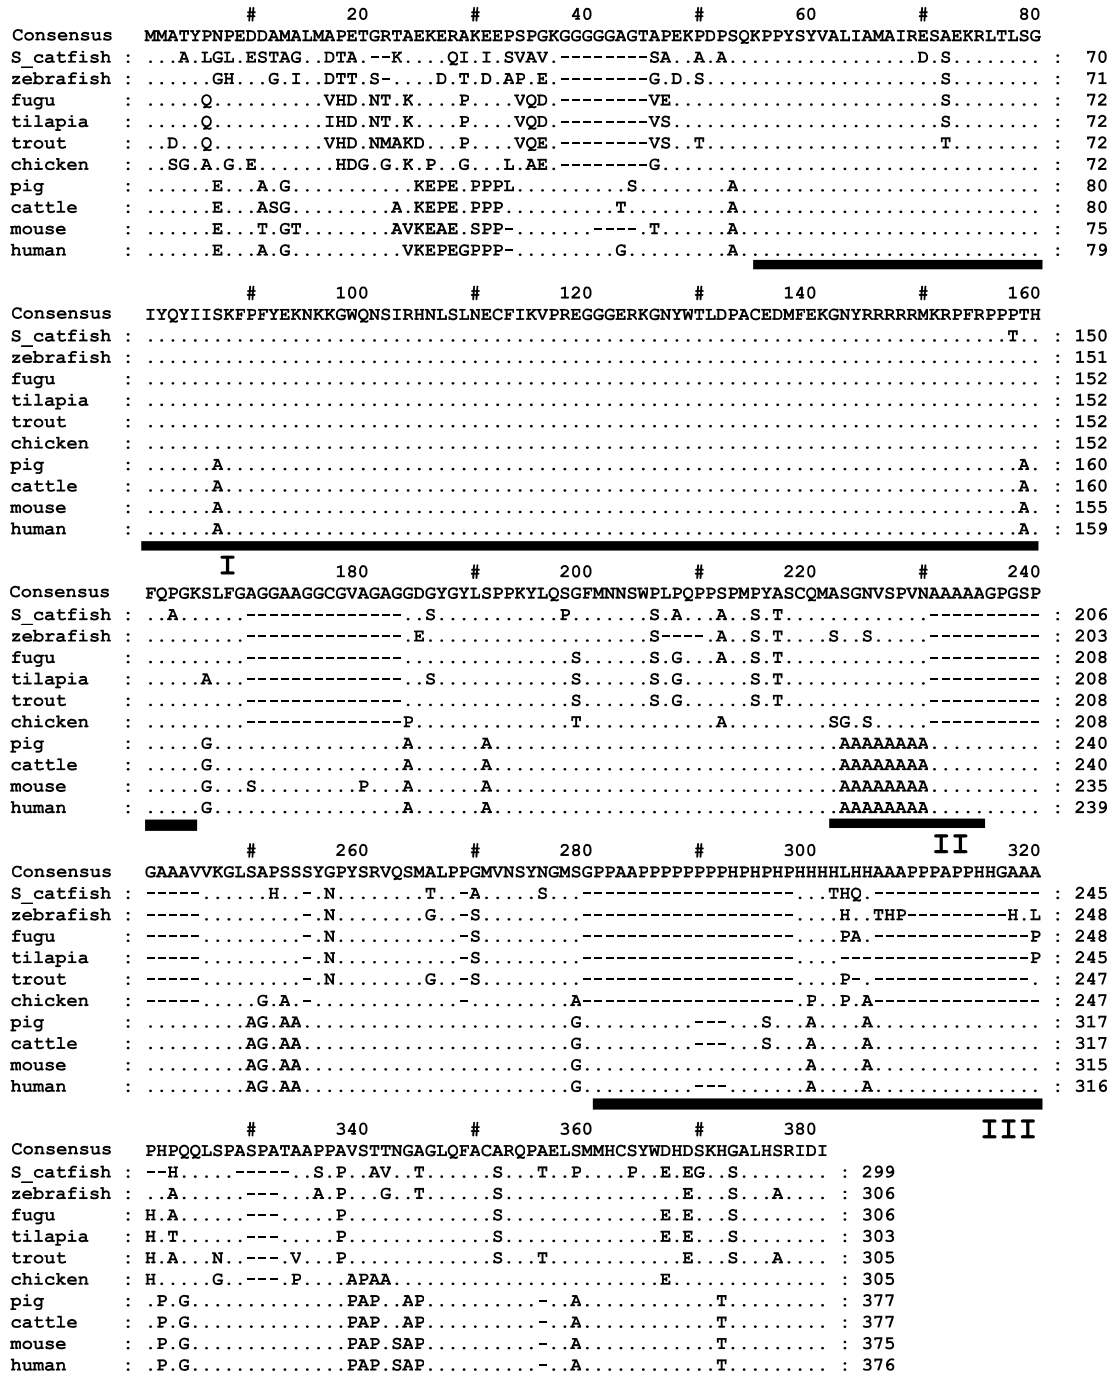 # 20 # 40 # 60 # 80
Consensus MMATYPNPEDDAMALMAPETGRTAEKERAKEEPSPGKGGGGGAGTAPEKPDPSQKPPYSYVALIAMAIRESAEKRLTLSG
S_catfish : ...A.LGL.ESTAG..DTA.--K....QI.I.SVAV.--------SA..A.A.................D.S........ : 70
zebrafish : ......GH...G.I..DTT.S-....D.T.D.AP.E.--------S.D.S.....................S........ : 71
fugu : .....Q..........VHD.NT.K....P....VQD.--------VE........................S........ : 72
tilapia : .....Q..........IHD.NT.K....P....VQD.--------VS........................S........ : 72
trout : ..D..Q..........VHD.NMAKD...P....VQE.--------VS..T.....................T........ : 72
chicken : ..SG.A.G.E.......HDG.G.K.P..G...L.AE.--------G.................................. : 72
pig : ......E...A.G...........KEPE.PPPL..........S........A........................... : 80
cattle : ......E...ASG.........A.KEPE.PPP..........T.........A........................... : 80
mouse : ......E...T.GT........AVKEAE.SPP-.......----.T......A........................... : 75
human : ......E...A.G..........VKEPEGPPP-.........G.........A........................... : 79
# 100 # 120 # 140 # 160
Consensus IYQYIISKFPFYEKNKKGWQNSIRHNLSLNECFIKVPREGGGERKGNYWTLDPACEDMFEKGNYRRRRRMKRPFRPPPTH
S_catfish : .............................................................................T.. : 150
zebrafish : ................................................................................ : 151
fugu : ................................................................................ : 152
tilapia : ................................................................................ : 152
trout : ................................................................................ : 152
chicken : ................................................................................ : 152
pig : ......A.......................................................................A. : 160
cattle : ......A.......................................................................A. : 160
mouse : ......A.......................................................................A. : 155
human : ......A.......................................................................A. : 159
I
180 # 200 # 220 # 240
Consensus FQPGKSLFGAGGAAGGCGVAGAGGDGYGYLSPPKYLQSGFMNNSWPLPQPPSPMPYASCQMASGNVSPVNAAAAAGPGSP
S_catfish : ..A......--------------..S...........P.......S.A...A..S.T.............---------- : 206
zebrafish : .........--------------.E....................S----.A..S.T....S..S.....---------- : 203
fugu : .........--------------...............S......S.G...A..S.T.............---------- : 208
tilapia : .....A...--------------..S............S......S.G......S.T.............---------- : 208
trout : .........--------------...............S......S.G......S.T.............---------- : 208
chicken : .........--------------P..............T............A.........SG.S.....---------- : 208
pig : .....G.................A......A...............................AAAAAAAA.......... : 240
cattle : .....G.................A......A...............................AAAAAAAA.......... : 240
mouse : .....G...S.........P...A......A...............................AAAAAAAA.......... : 235
human : .....G.................A......A...............................AAAAAAAA.......... : 239
II
# 260 # 280 # 300 # 320
Consensus GAAAVVKGLSAPSSSYGPYSRVQSMALPPGMVNSYNGMSGPPAAPPPPPPPPHPHPHPHHHHLHHAAAPPPAPPHHGAAA
S_catfish : -----......H..-.N........T..-A.....S...-------------------...THQ.--------------- : 245
zebrafish : -----.........-.N........G..-S.........-------------------....H..THP---------H.L : 248
fugu : -----.........-.N...........-S.........-------------------....PA.--------------P : 248
tilapia : -----.........-.N...........-S.........-------------------....-----------------P : 245
trout : -----.........-.N........G..-S.........-------------------....P-.--------------. : 247
chicken : -----.....G.A.-.............-.........A-------------------.P..P.A--------------- : 247
pig : .........AG.AA........................G..........---...S...A....A............... : 317
cattle : .........AG.AA........................G..........---...S...A....A............... : 317
mouse : .........AG.AA........................G....................A....A............... : 315
human : .........AG.AA........................G..........---.......A....A............... : 316
III
# 340 # 360 # 380
Consensus PHPQQLSPASPATAAPPAVSTTNGAGLQFACARQPAELSMMHCSYWDHDSKHGALHSRIDI
S_catfish : --H.....-----..S.P..AV..T......S...T..P....P..E.EG..S........ : 299
zebrafish : ..A......---...A.P...G..T......S................E...S...A.... : 306
fugu : H.A......---.....P.............S..............E.E...S........ : 306
tilapia : H.T......---.....P.............S..............E.E...S........ : 303
trout : H.A...N..---.V...P.............S...T............E...S...A.... : 305
chicken : H.....G..---.P....APAA........................E.............. : 305
pig : .P.G..............PAP..AP..........-..A............T......... : 377
cattle : .P.G..............PAP..AP..........-..A............T......... : 377
mouse : .P.G..............PAP.SAP..........-..A............T......... : 375
human : .P.G..............PAP.SAP..........-..A............T......... : 376